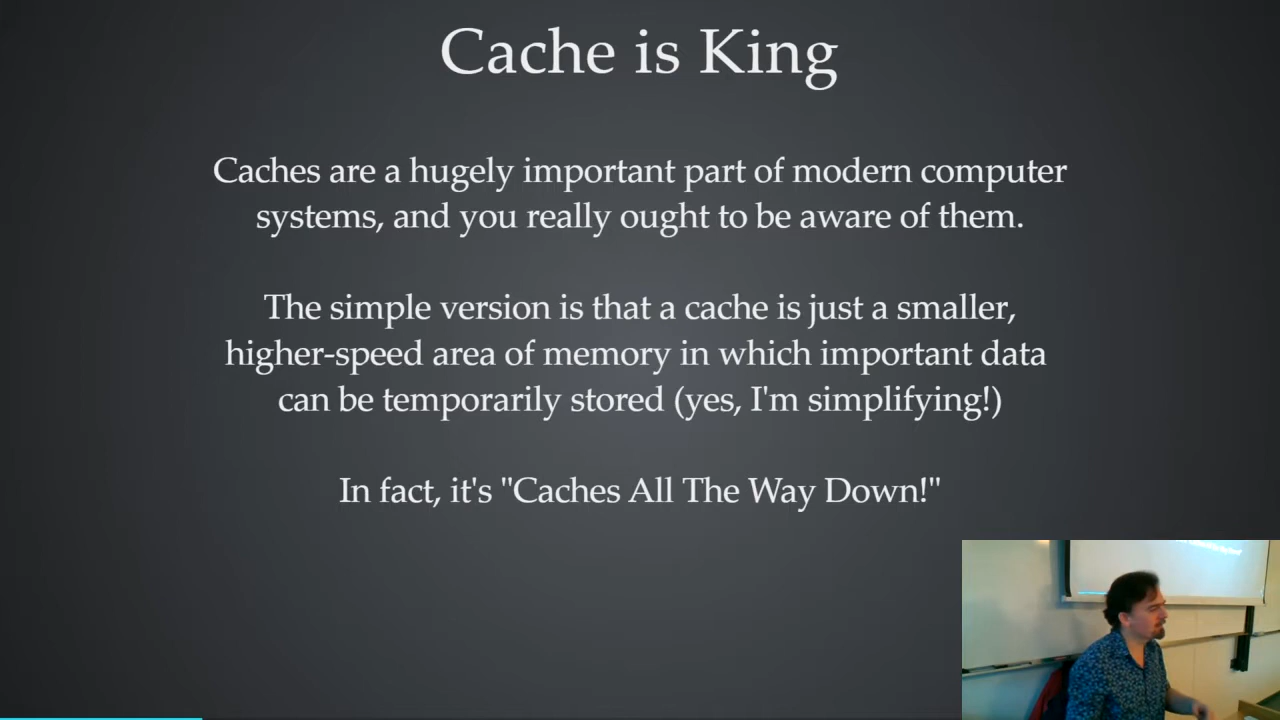 Cache is King
Caches are a hugely important part of modern computer
systems, and you really ought to be aware of them.
The simple version is that a cache is just a smaller,
higher-speed area of memory in which important data
can be temporarily stored (yes, I'm simplifying!)
In fact, it's "Caches All The Way Down!"